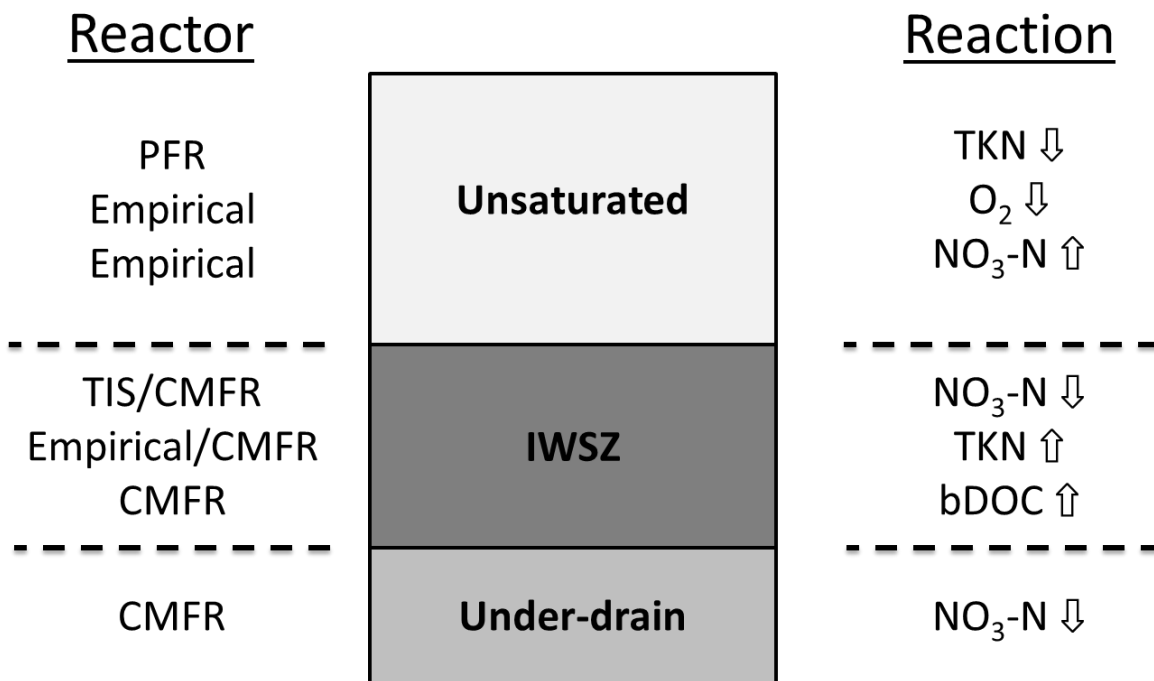 Reactor
Reaction
PFR
Empirical
Empirical
Unsaturated
TKN ⇩
O₂ ⇩
NO₃-N ⇧
TIS/CMFR
Empirical/CMFR
CMFR
IWSZ
NO₃-N ⇩
TKN ⇧
bDOC ⇧
CMFR
Under-drain
NO₃-N ⇩